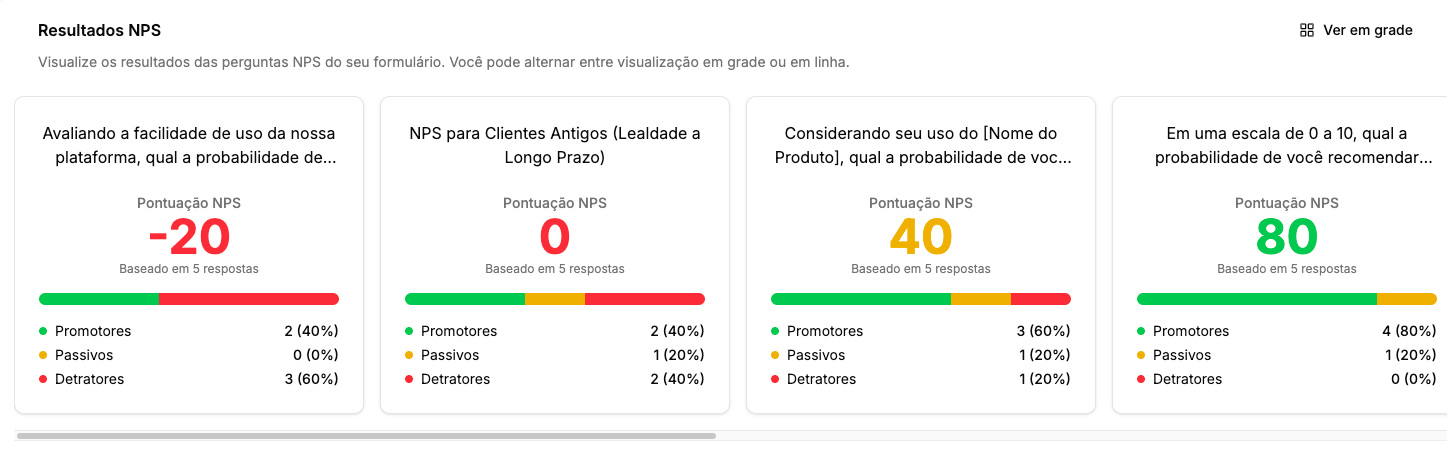 Resultados NPS
Ver em grade
Visualize os resultados das perguntas NPS do seu formulário. Você pode alternar entre visualização em grade ou em linha.
Avaliando a facilidade de uso da nossa
plataforma, qual a probabilidade de...
Pontuação NPS
-20
Baseado em 5 respostas
Promotores 2 (40%)
Passivos 0 (0%)
Detratores 3 (60%)
NPS para Clientes Antigos (Lealdade a
Longo Prazo)
Pontuação NPS
0
Baseado em 5 respostas
Promotores 2 (40%)
Passivos 1 (20%)
Detratores 2 (40%)
Considerando seu uso do [Nome do
Produto], qual a probabilidade de voc...
Pontuação NPS
40
Baseado em 5 respostas
Promotores 3 (60%)
Passivos 1 (20%)
Detratores 1 (20%)
Em uma escala de 0 a 10, qual a
probabilidade de você recomendar...
Pontuação NPS
80
Baseado em 5 respostas
Promotores 4 (80%)
Passivos 1 (20%)
Detratores 0 (0%)